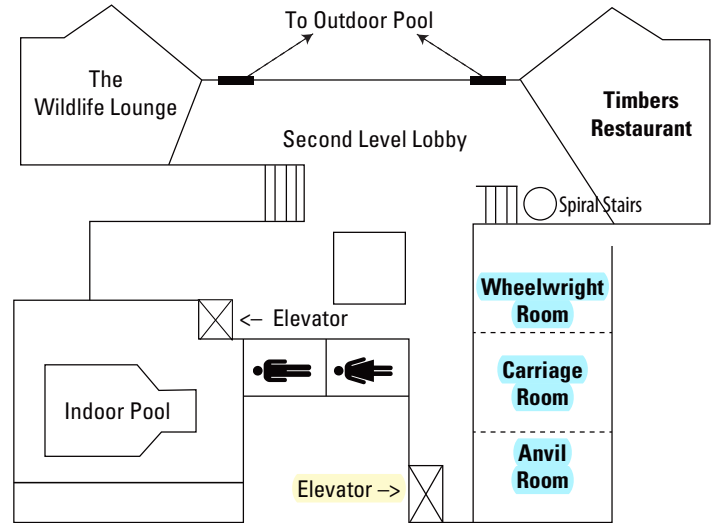 To Outdoor Pool
The
Wildlife Lounge
Timbers
Restaurant
Second Level Lobby
Spiral Stairs
Wheelwright
Room
<– Elevator
Carriage
Room
Indoor Pool
Anvil
Room
Elevator –>